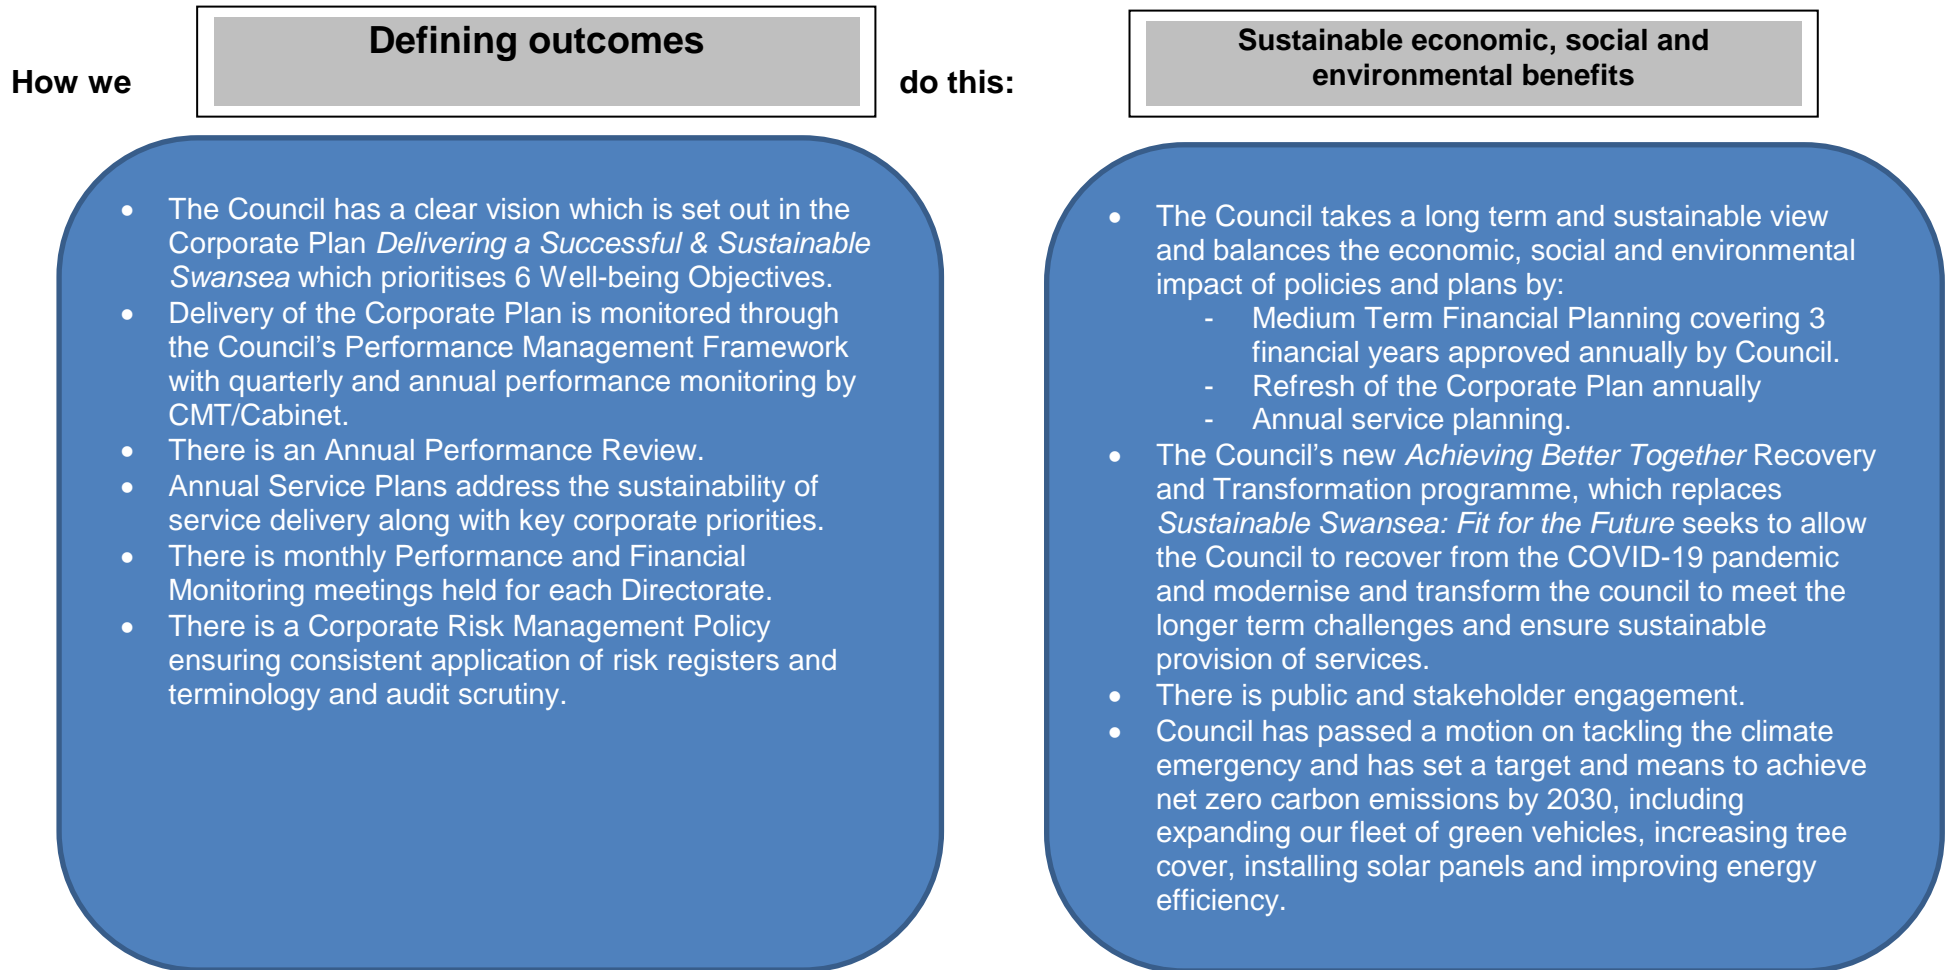 How we
Defining outcomes
do this:
Sustainable economic, social and
environmental benefits
• The Council has a clear vision which is set out in the
Corporate Plan Delivering a Successful & Sustainable
Swansea which prioritises 6 Well-being Objectives.
• Delivery of the Corporate Plan is monitored through
the Council’s Performance Management Framework
with quarterly and annual performance monitoring by
CMT/Cabinet.
• There is an Annual Performance Review.
• Annual Service Plans address the sustainability of
service delivery along with key corporate priorities.
• There is monthly Performance and Financial
Monitoring meetings held for each Directorate.
• There is a Corporate Risk Management Policy
ensuring consistent application of risk registers and
terminology and audit scrutiny.
• The Council takes a long term and sustainable view
and balances the economic, social and environmental
impact of policies and plans by:
- Medium Term Financial Planning covering 3
financial years approved annually by Council.
- Refresh of the Corporate Plan annually
- Annual service planning.
• The Council’s new Achieving Better Together Recovery
and Transformation programme, which replaces
Sustainable Swansea: Fit for the Future seeks to allow
the Council to recover from the COVID-19 pandemic
and modernise and transform the council to meet the
longer term challenges and ensure sustainable
provision of services.
• There is public and stakeholder engagement.
• Council has passed a motion on tackling the climate
emergency and has set a target and means to achieve
net zero carbon emissions by 2030, including
expanding our fleet of green vehicles, increasing tree
cover, installing solar panels and improving energy
efficiency.